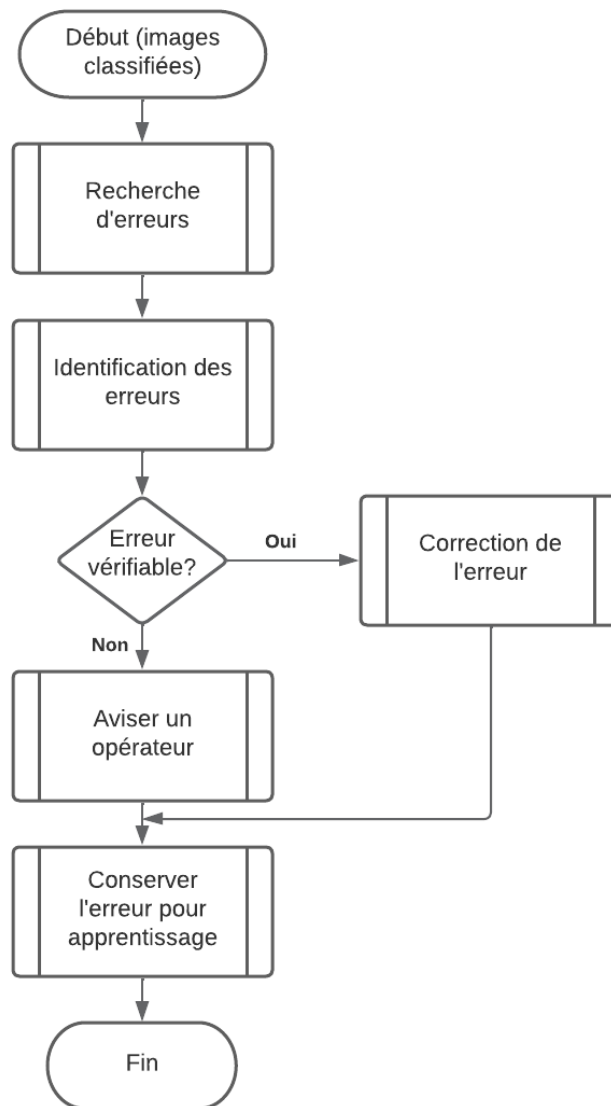 Début (images
classifiées)
Recherche
d'erreurs
Identification des
erreurs
Erreur
vérifiable?
Oui
Correction de
l'erreur
Non
Aviser un
opérateur
Conserver
l'erreur pour
apprentissage
Fin